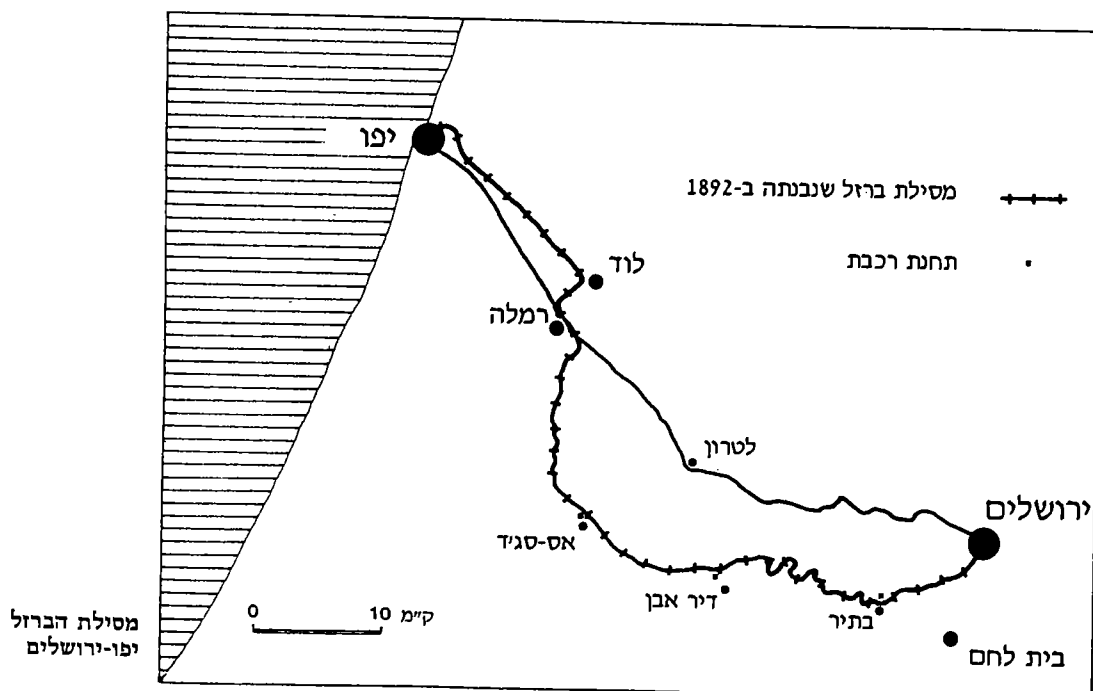 יפו
מסילת ברזל שנבנתה ב-1892
תחנת רכבת
לוד
רמלה
לטרון
ירושלים
אס-סג'ד
דיר אבן
בתיר
בית לחם
0 10 ק"מ
מסילת הברזל
יפו-ירושלים